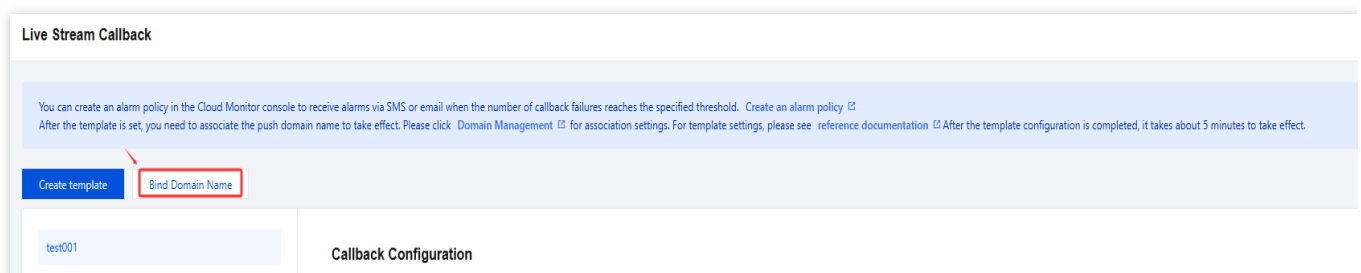 Live Stream Callback
You can create an alarm policy in the Cloud Monitor console to receive alarms via SMS or email when the number of callback failures reaches the specified threshold. Create an alarm policy
After the template is set, you need to associate the push domain name to take effect. Please click Domain Management for association settings. For template settings, please see reference documentation After the template configuration is completed, it takes about 5 minutes to take effect.
Create template Bind Domain Name
test001
Callback Configuration